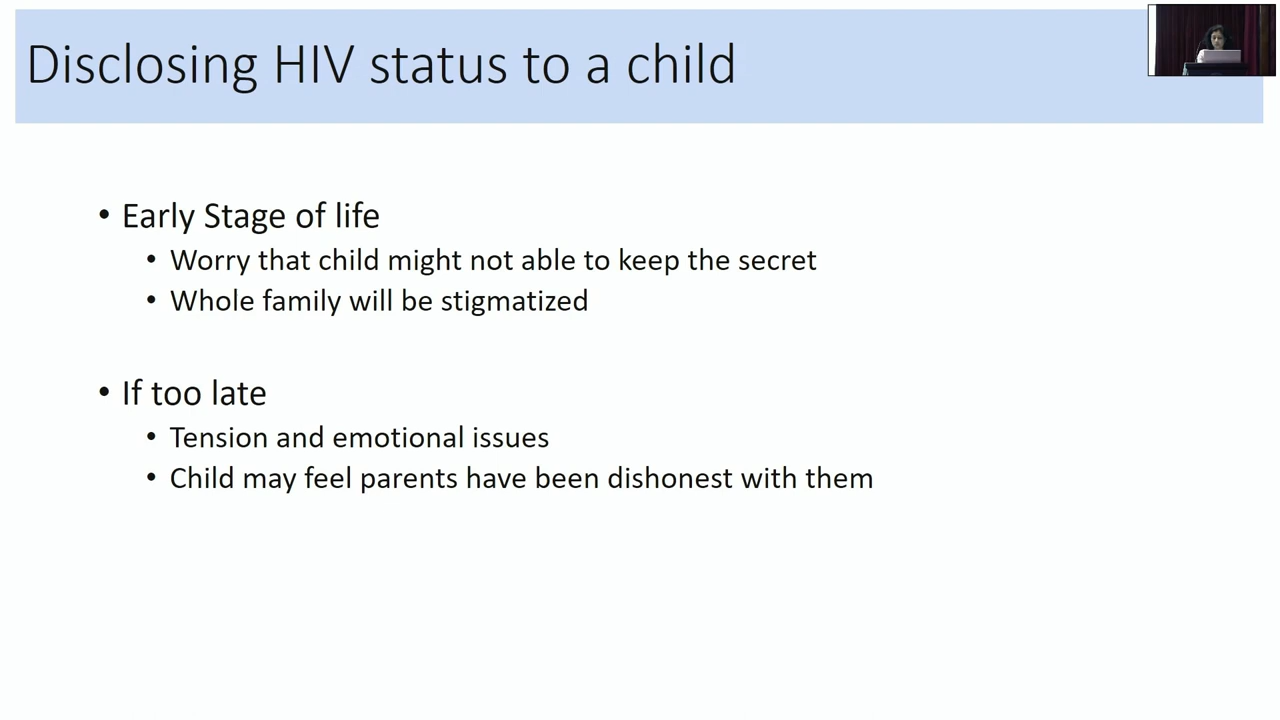 Disclosing HIV status to a child
• Early Stage of life
• Worry that child might not able to keep the secret
• Whole family will be stigmatized
• If too late
• Tension and emotional issues
• Child may feel parents have been dishonest with them